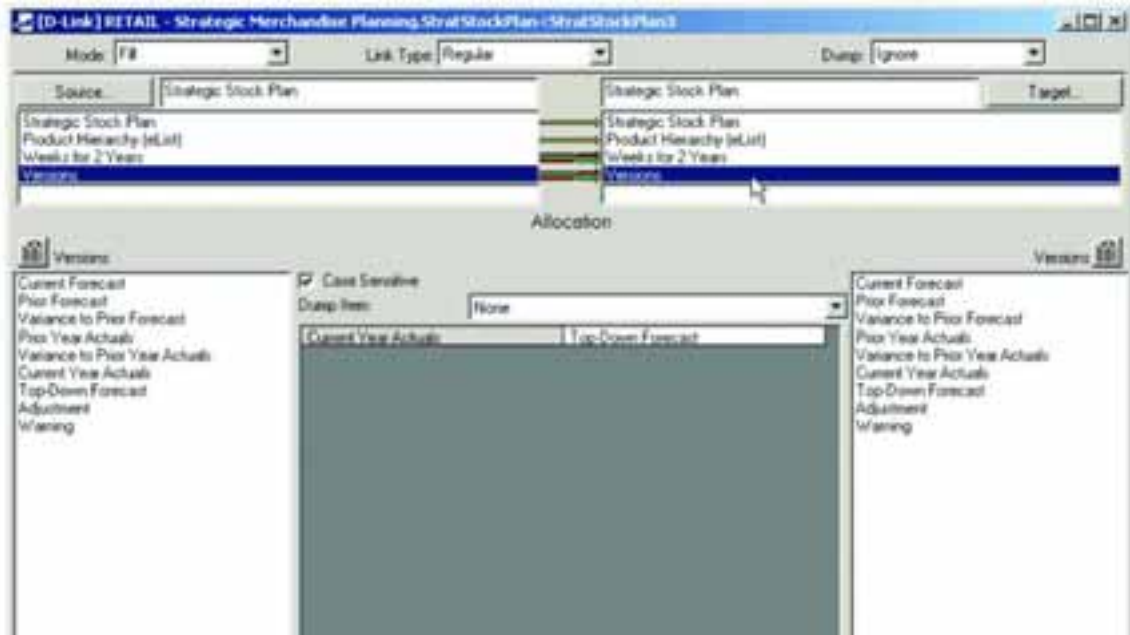 [D-Link] RETAIL - Strategic Merchandise Planning.StratStockPlan<StratStockPlan3
Mode: Fill Link Type: Regular Dump: Ignore
Source... Strategic Stock Plan Strategic Stock Plan Target...
Strategic Stock Plan Strategic Stock Plan
Product Hierarchy (eList) Product Hierarchy (eList)
Weeks for 2 Years Weeks for 2 Years
Versions Versions
Allocation
Versions Versions
Current Forecast Case Sensitive Current Forecast
Prior Forecast Dump Item: None Prior Forecast
Variance to Prior Forecast Variance to Prior Forecast
Prior Year Actuals Current Year Actuals Top-Down Forecast Prior Year Actuals
Variance to Prior Year Actuals Variance to Prior Year Actuals
Current Year Actuals Current Year Actuals
Top-Down Forecast Top-Down Forecast
Adjustment Adjustment
Warning Warning